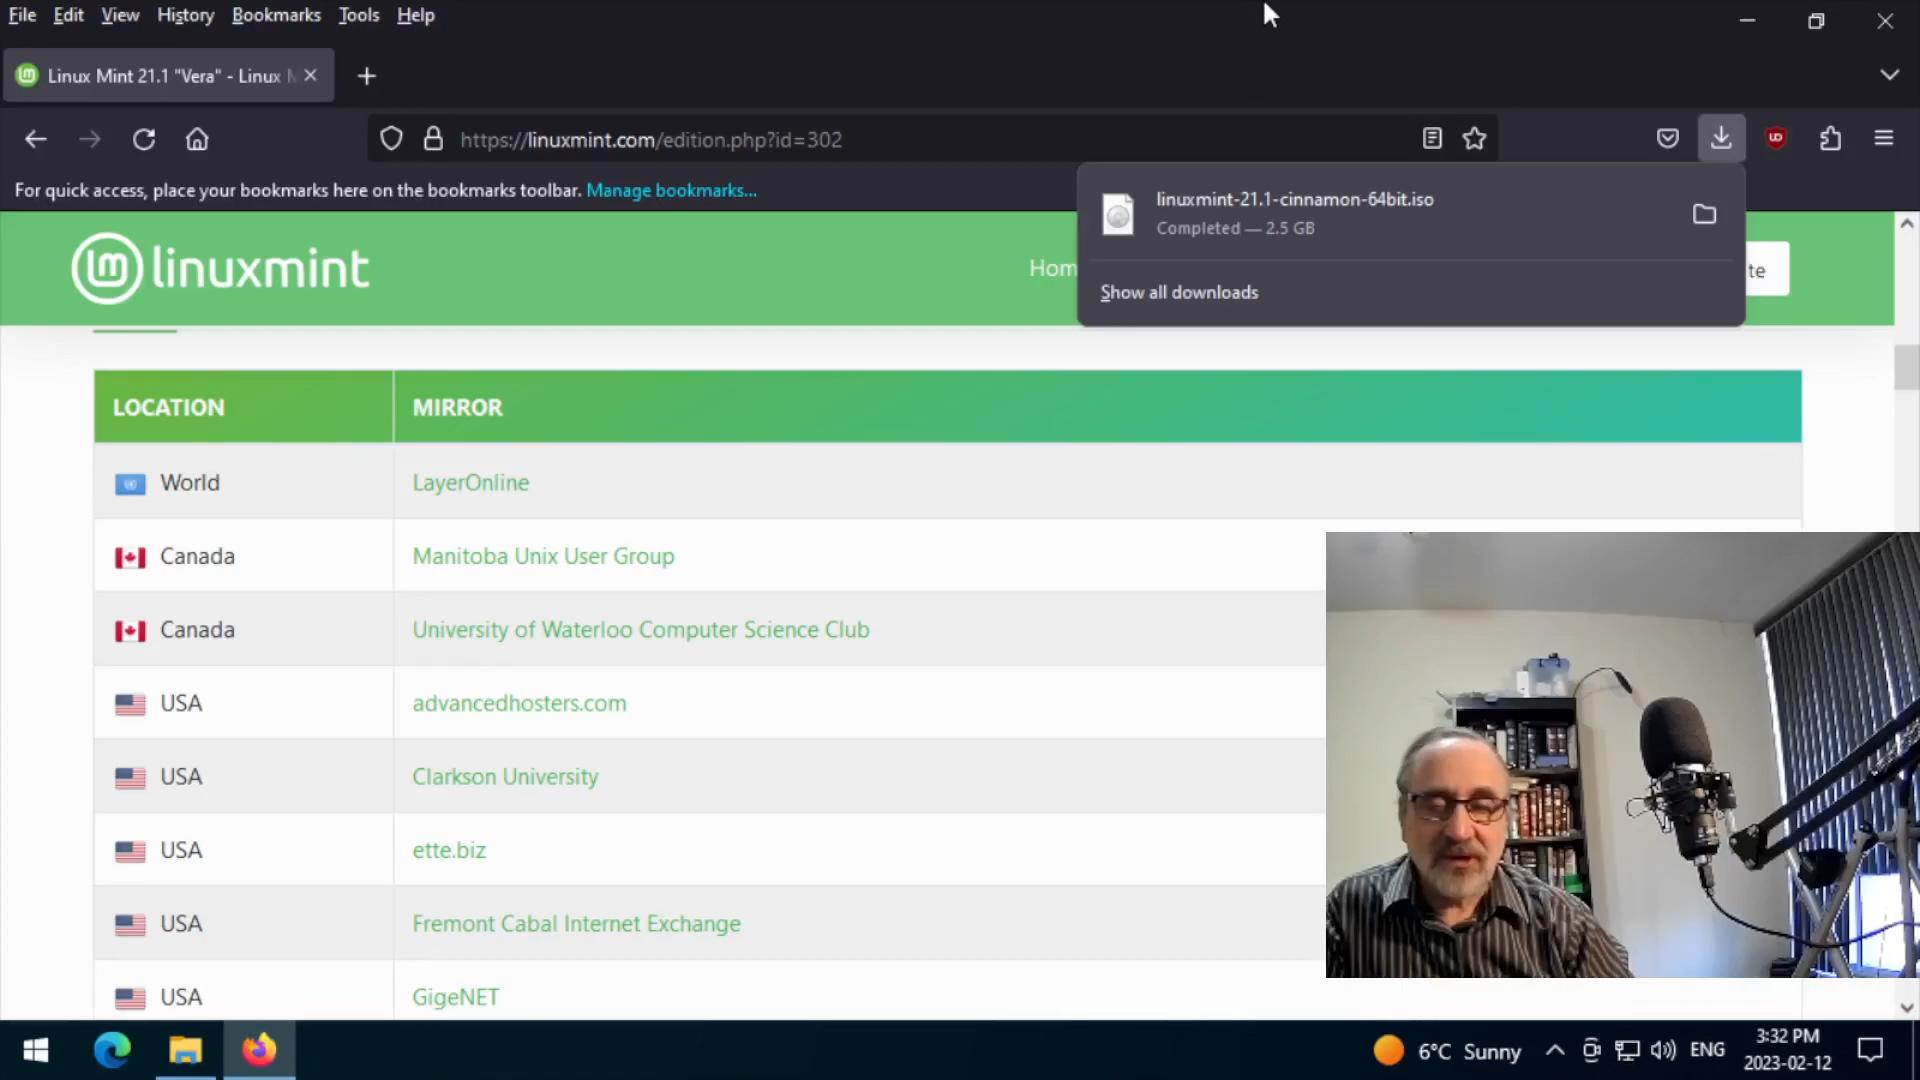 File Edit View History Bookmarks Tools Help
Linux Mint 21.1 "Vera" - Linux
https://linuxmint.com/edition.php?id=302
For quick access, place your bookmarks here on the bookmarks toolbar. Manage bookmarks...
linuxmint-21.1-cinnamon-64bit.iso
Completed — 2.5 GB
Show all downloads
linuxmint
Hom
te
LOCATION MIRROR
World LayerOnline
Canada Manitoba Unix User Group
Canada University of Waterloo Computer Science Club
USA advancedhosters.com
USA Clarkson University
USA ette.biz
USA Fremont Cabal Internet Exchange
USA GigeNET
6°C Sunny
ENG
3:32 PM
2023-02-12